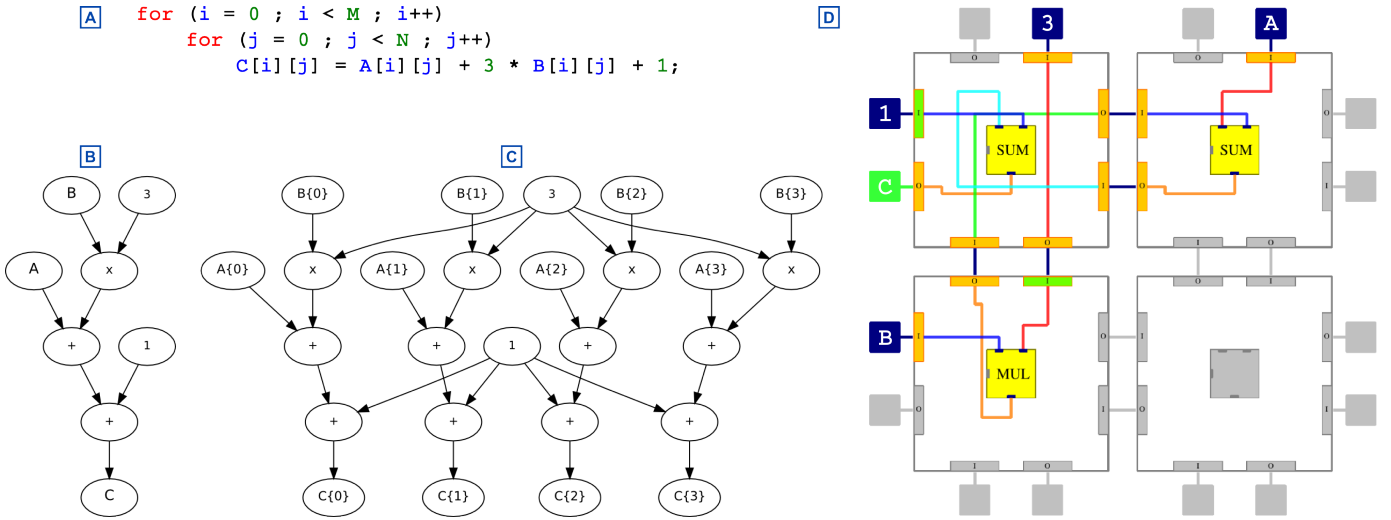 A
for (i = 0 ; i < M ; i++)
for (j = 0 ; j < N ; j++)
C[i][j] = A[i][j] + 3 * B[i][j] + 1;
B
B 3
A x
+ 1
+
C
C
B{0} B{1} 3 B{2} B{3}
A{0} x A{1} x A{2} x A{3} x
+ + 1 + +
+ + + +
C{0} C{1} C{2} C{3}
D
3 A
O I O I
1 I O I O
SUM SUM
C O I O I
I O I O
O I O I
B I O I O
MUL
O I O I
I O I O